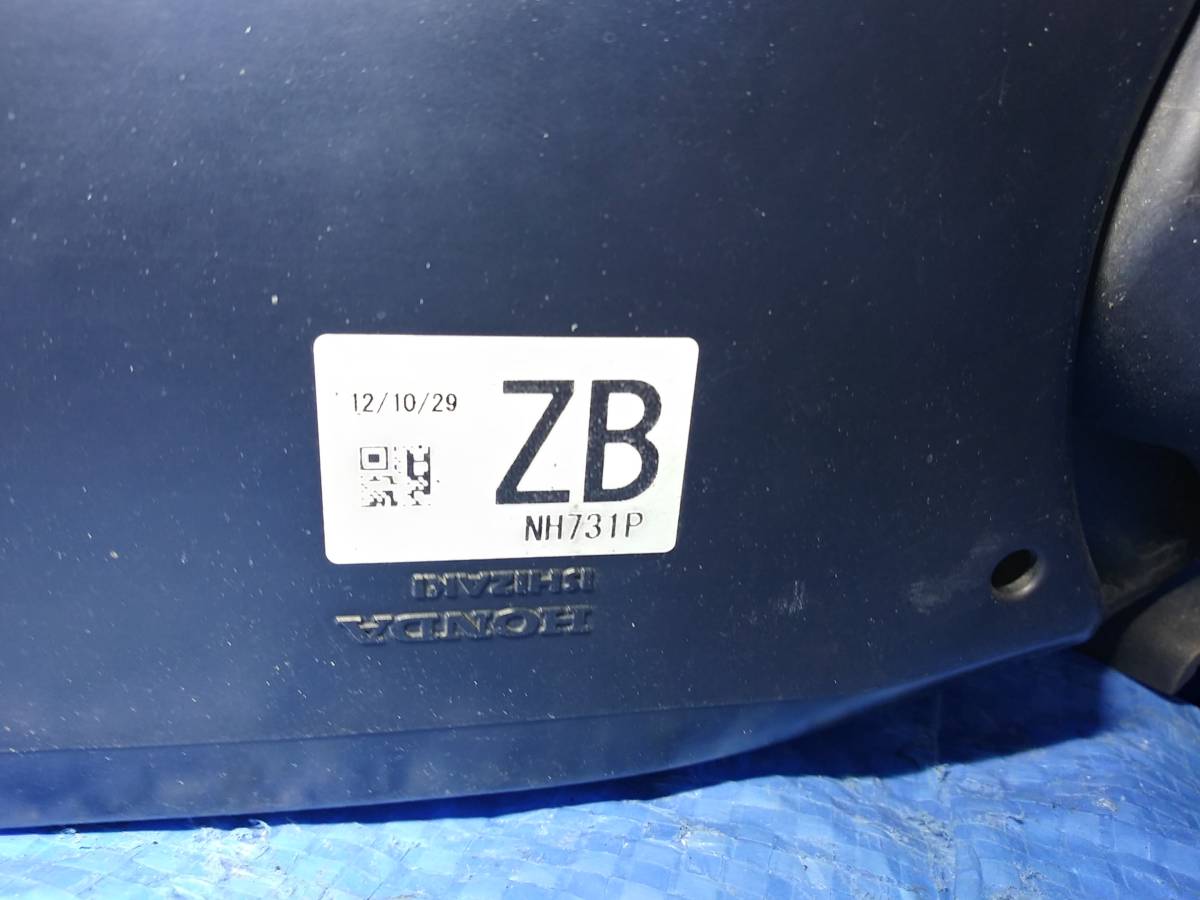 12/10/29
ZB
NH731P
ISHIZAKI
HONDA